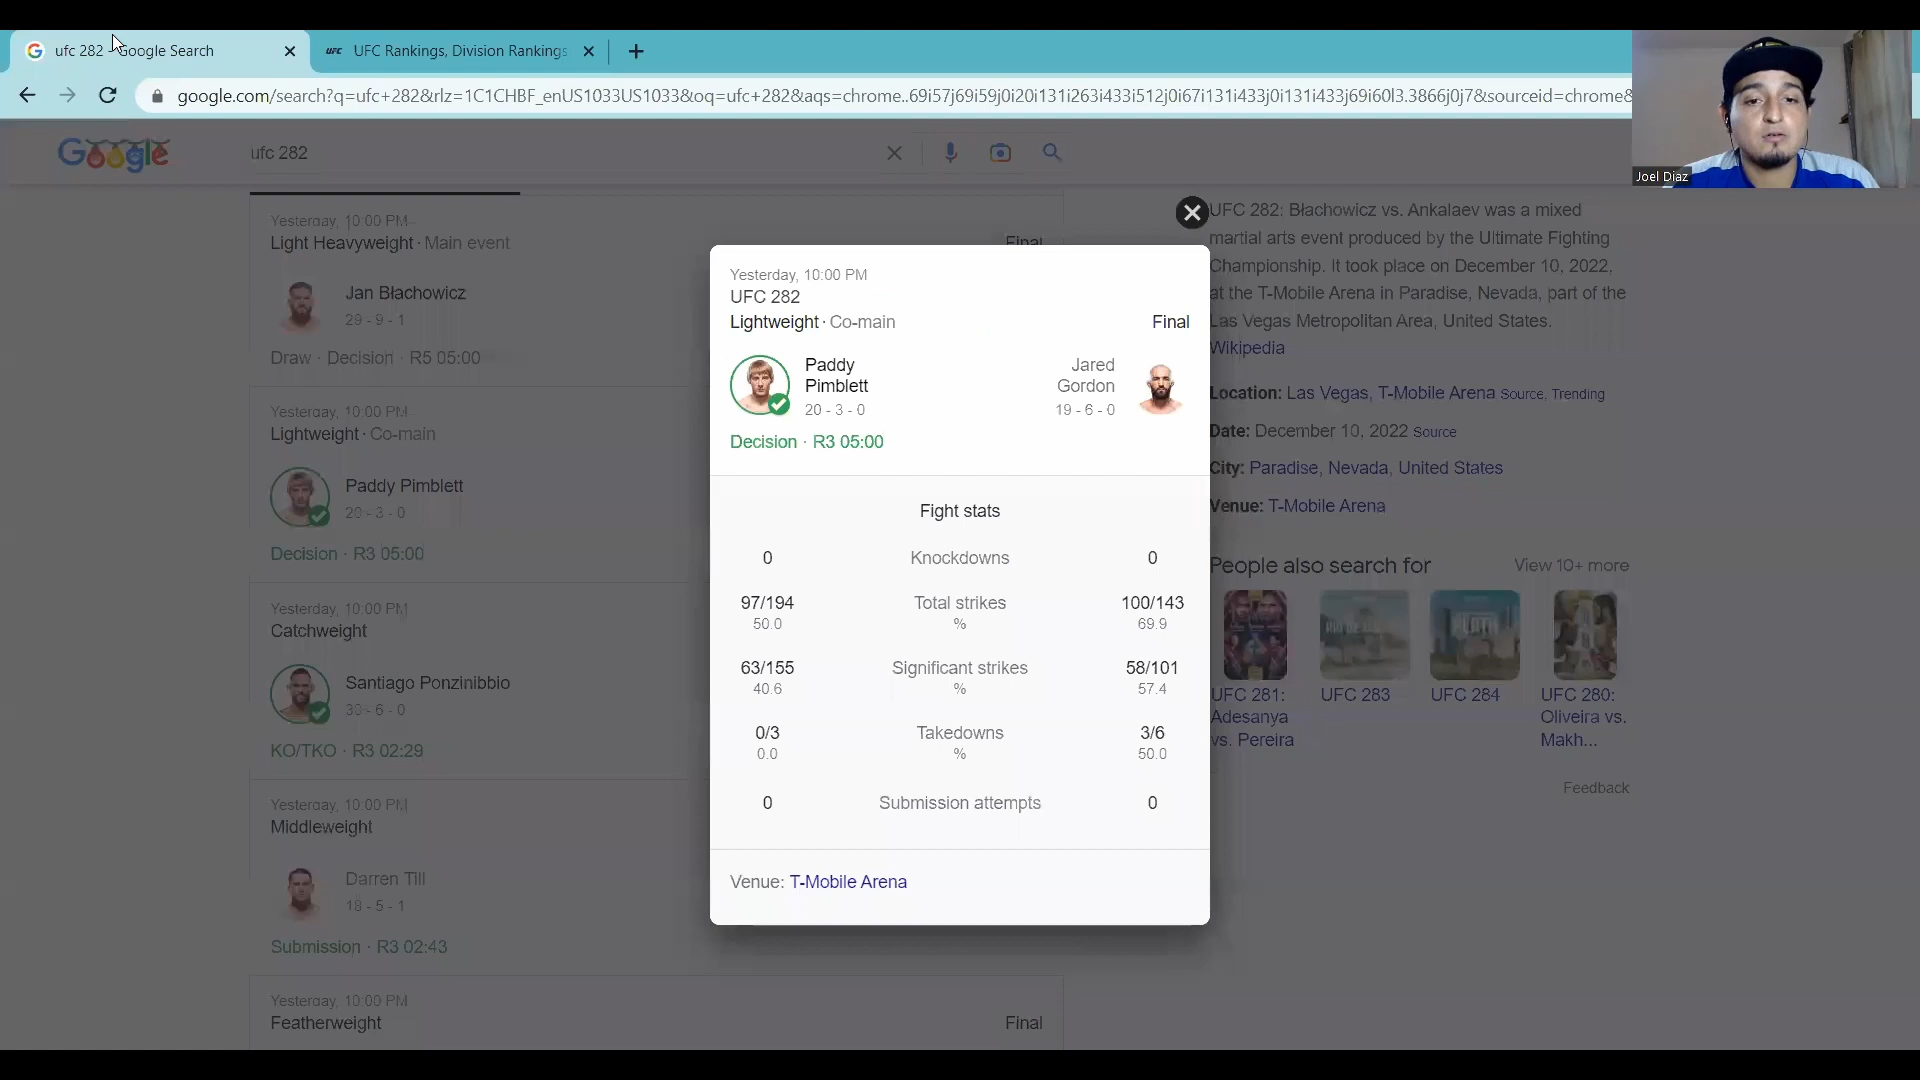 ufc 282 - Google Search
UFC Rankings, Division Rankings
google.com/search?q=ufc+282&rlz=1C1CHBF_enUS1033US1033&oq=ufc+282&aqs=chrome..69i57j69i59j0i20i131i263i433i512j0i67i131i433j0i131i433j69i60l3.3866j0j7&sourceid=chrome&
Joel Diaz
Google
ufc 282
Yesterday, 10:00 PM
Light Heavyweight · Main event
Final
Jan Błachowicz
29 - 9 - 1
Draw · Decision · R5 05:00
Yesterday, 10:00 PM
Lightweight · Co-main
Paddy Pimblett
20 - 3 - 0
Decision · R3 05:00
Yesterday, 10:00 PM
Catchweight
Santiago Ponzinibbio
30 - 6 - 0
KO/TKO · R3 02:29
Yesterday, 10:00 PM
Middleweight
Darren Till
18 - 5 - 1
Submission · R3 02:43
Yesterday, 10:00 PM
Featherweight
Final
Yesterday, 10:00 PM
UFC 282
Lightweight · Co-main
Final
Paddy
Pimblett
20 - 3 - 0
Jared
Gordon
19 - 6 - 0
Decision · R3 05:00
Fight stats
0 Knockdowns 0
97/194 Total strikes 100/143
50.0 % 69.9
63/155 Significant strikes 58/101
40.6 % 57.4
0/3 Takedowns 3/6
0.0 % 50.0
0 Submission attempts 0
Venue: T-Mobile Arena
UFC 282: Błachowicz vs. Ankalaev was a mixed
martial arts event produced by the Ultimate Fighting
Championship. It took place on December 10, 2022,
at the T-Mobile Arena in Paradise, Nevada, part of the
Las Vegas Metropolitan Area, United States.
Wikipedia
Location: Las Vegas, T-Mobile Arena Source, Trending
Date: December 10, 2022 Source
City: Paradise, Nevada, United States
Venue: T-Mobile Arena
People also search for
View 10+ more
UFC 281:
Adesanya
vs. Pereira
UFC 283
UFC 284
UFC 280:
Oliveira vs.
Makh...
Feedback